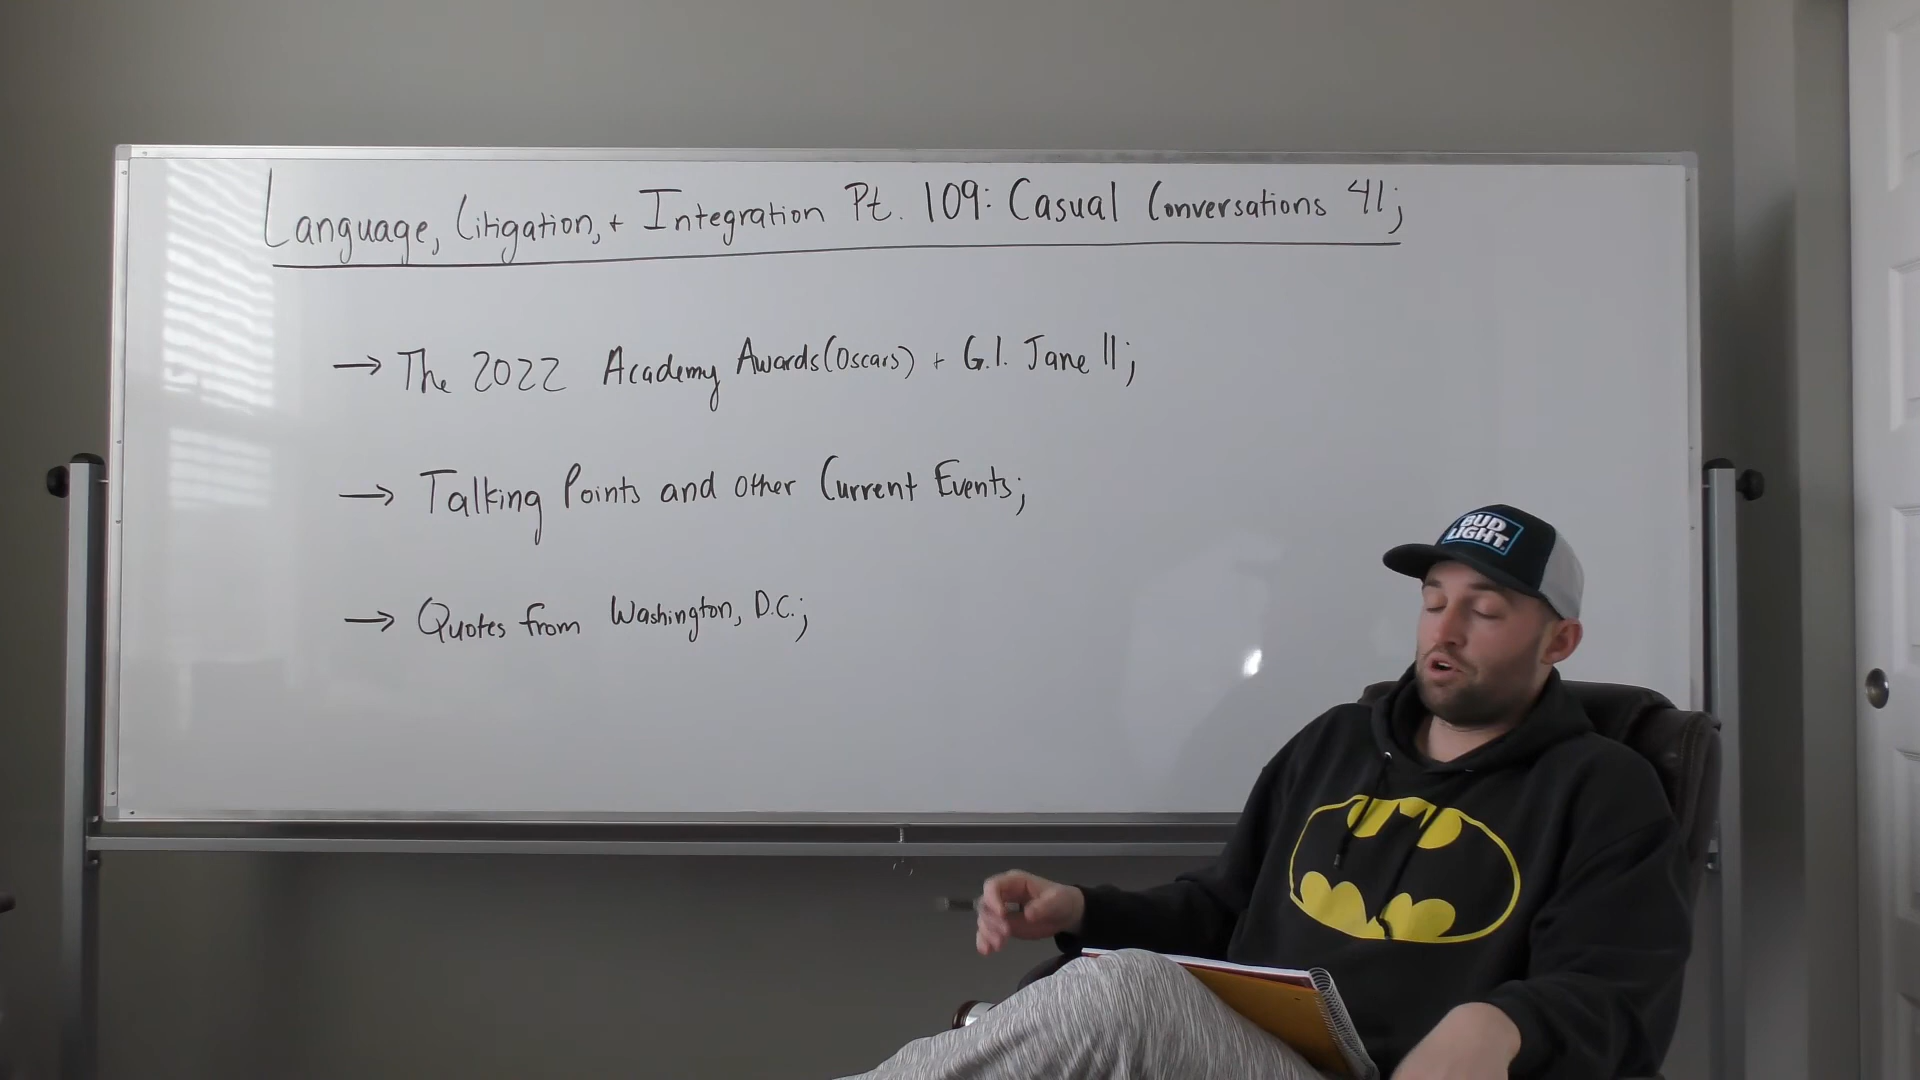 Language, Litigation, + Integration Pt. 109: Casual Conversations 41;
→ The 2022 Academy Awards (Oscars) + G.I. Jane II;
→ Talking Points and other Current Events;
→ Quotes from Washington, D.C.;
BUD
LIGHT